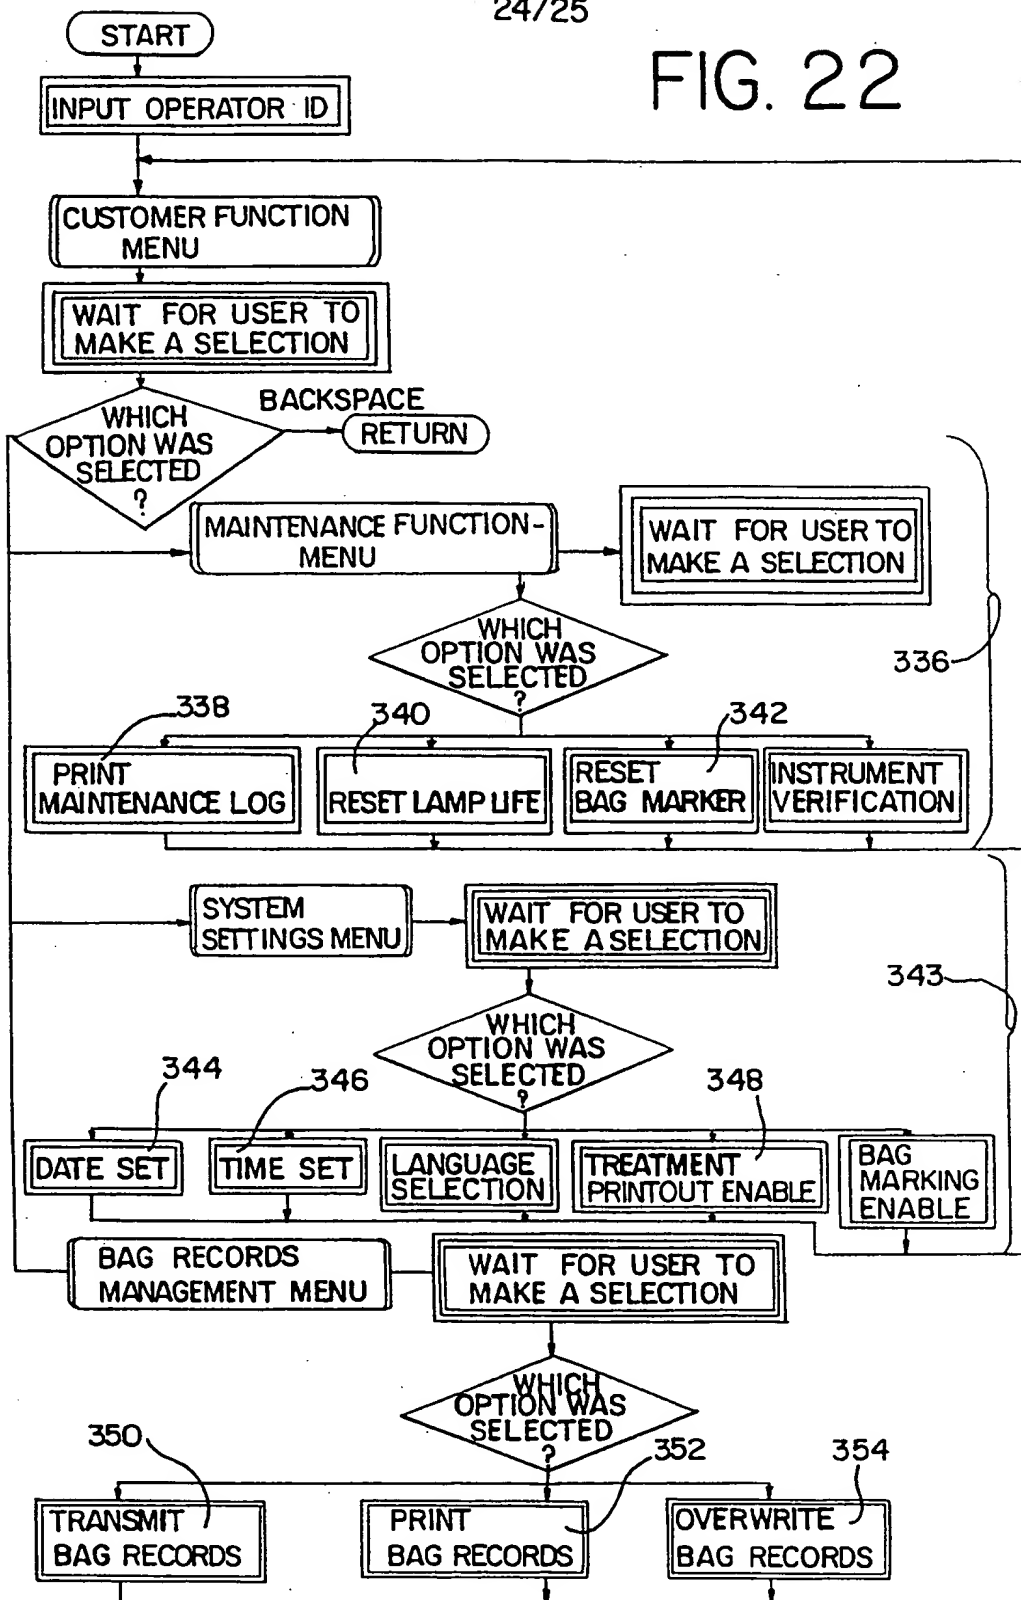 24/25
FIG. 22
START
INPUT OPERATOR ID
CUSTOMER FUNCTION
MENU
WAIT FOR USER TO
MAKE A SELECTION
WHICH
OPTION WAS
SELECTED
?
BACKSPACE
RETURN
MAINTENANCE FUNCTION-
MENU
WAIT FOR USER TO
MAKE A SELECTION
WHICH
OPTION WAS
SELECTED
?
336
338
340
342
PRINT
MAINTENANCE LOG
RESET LAMP LIFE
RESET
BAG MARKER
INSTRUMENT
VERIFICATION
SYSTEM
SETTINGS MENU
WAIT FOR USER TO
MAKE A SELECTION
343
WHICH
OPTION WAS
SELECTED
?
344
346
348
DATE SET
TIME SET
LANGUAGE
SELECTION
TREATMENT
PRINTOUT ENABLE
BAG
MARKING
ENABLE
BAG RECORDS
MANAGEMENT MENU
WAIT FOR USER TO
MAKE A SELECTION
WHICH
OPTION WAS
SELECTED
?
350
352
354
TRANSMIT
BAG RECORDS
PRINT
BAG RECORDS
OVERWRITE
BAG RECORDS